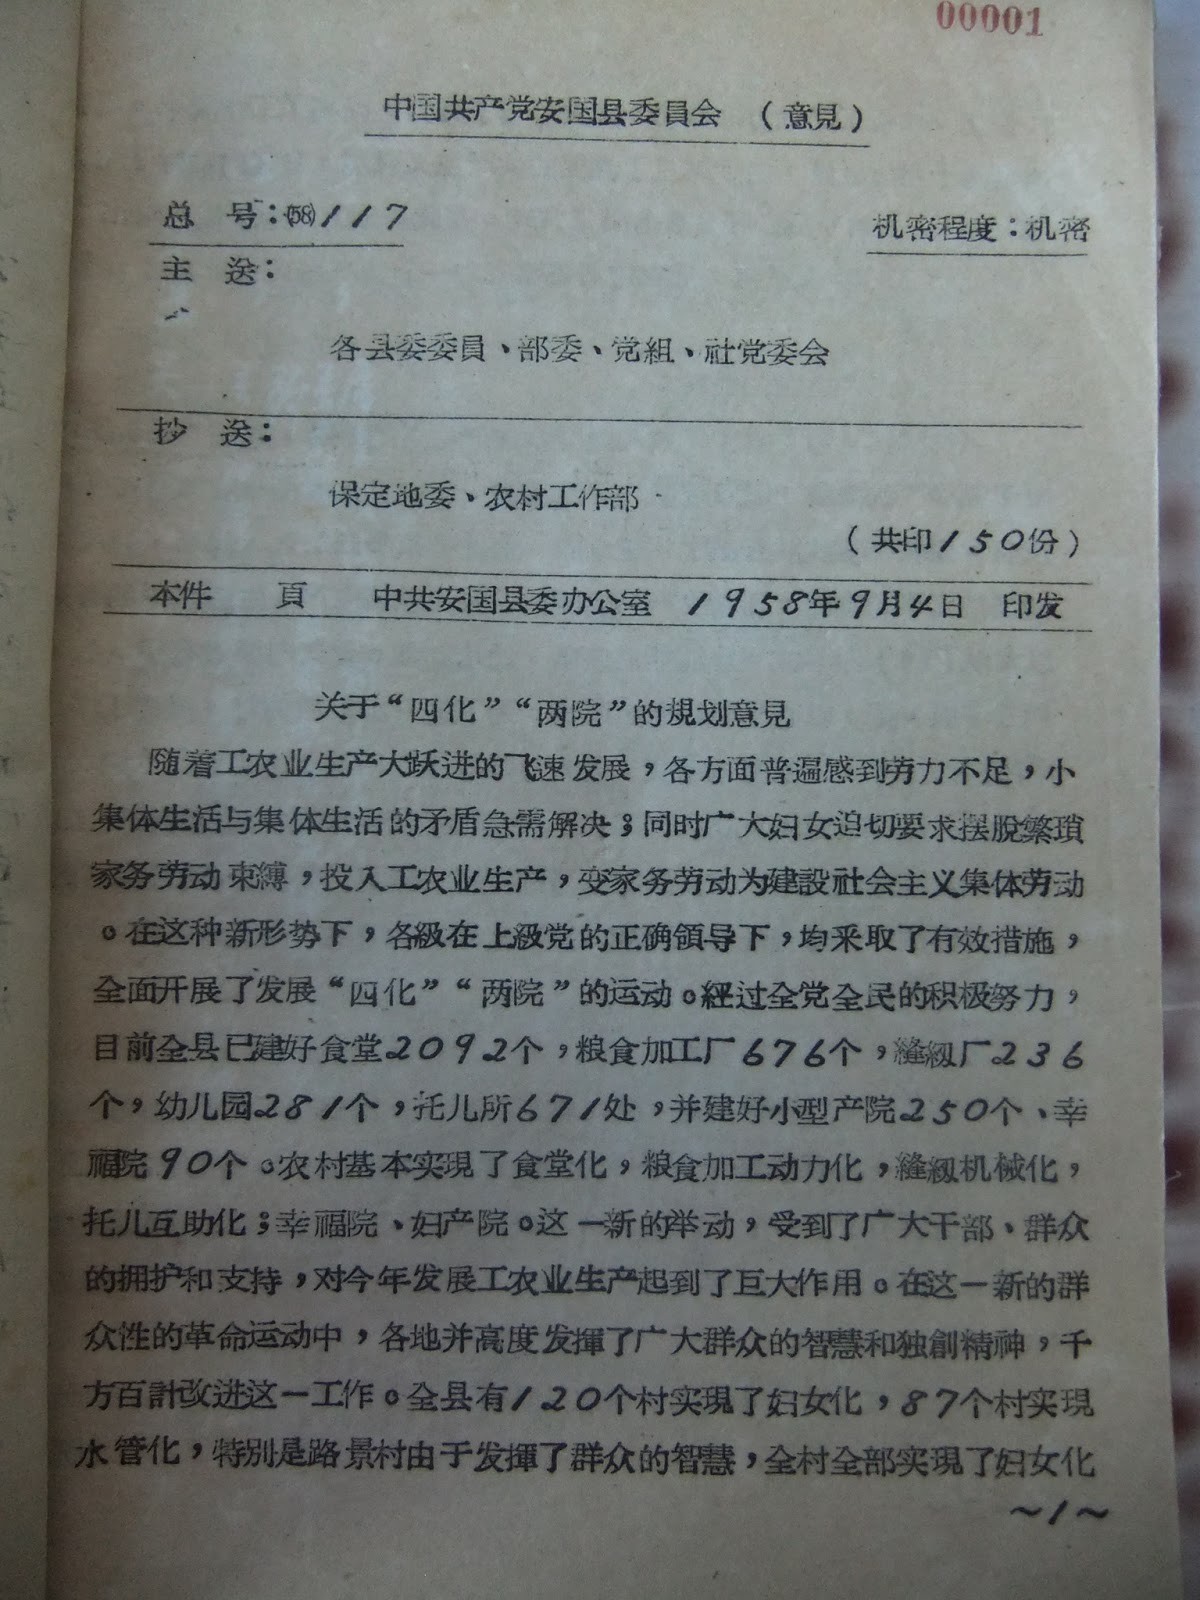 00001
中国共产党安国县委員会 （意見）
总 号：(58)117
机密程度：机密
主 送：
各县委委員、部委、党組、社党委会
抄 送：
保定地委、农村工作部
（共印150份）
本件 頁 中共安国县委办公室 1958年9月4日 印发
关于“四化”“两院”的規划意見
随着工农业生产大跃进的飞速发展，各方面普遍感到劳力不足，小
集体生活与集体生活的矛盾急需解决；同时广大妇女迫切要求摆脫繁瑣
家务劳动束縛，投入工农业生产，变家务劳动为建設社会主义集体劳动
。在这种新形势下，各級在上級党的正确領导下，均采取了有效措施，
全面开展了发展“四化”“两院”的运动。經过全党全民的积极努力，
目前全县已建好食堂2092个，粮食加工厂676个，縫紉厂236
个，幼儿园281个，托儿所671处，并建好小型产院250个、幸
福院90个。农村基本实現了食堂化，粮食加工动力化，縫紉机械化，
托儿互助化；幸福院、妇产院。这一新的举动，受到了广大干部、群众
的拥护和支持，对今年发展工农业生产起到了巨大作用。在这一新的群
众性的革命运动中，各地并高度发揮了广大群众的智慧和独創精神，千
方百計改进这一工作。全县有120个村实現了妇女化，87个村实現
水管化，特別是路景村由于发揮了群众的智慧，全村全部实現了妇女化
～1～